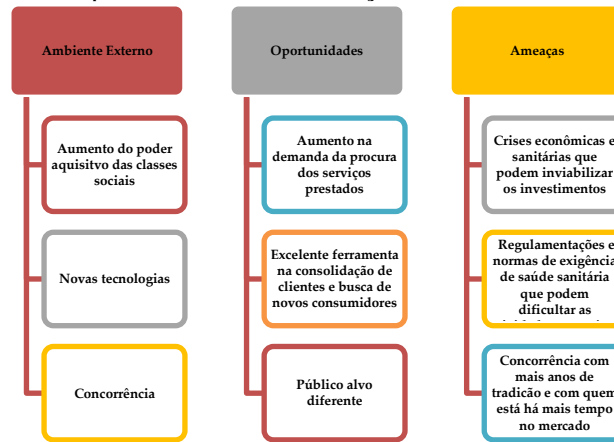 Ambiente Externo
Aumento do poder
aquisitvo das classes
sociais
Novas tecnologias
Concorrência
Oportunidades
Aumento na
demanda da procura
dos serviços
prestados
Excelente ferramenta
na consolidação de
clientes e busca de
novos consumidores
Público alvo
diferente
Ameaças
Crises econômicas e
sanitárias que
podem inviabilizar
os investimentos
Regulamentações e
normas de exigência
de saúde sanitária
que podem
dificultar as
Concorrência com
mais anos de
tradicão e com quem
está há mais tempo
no mercado